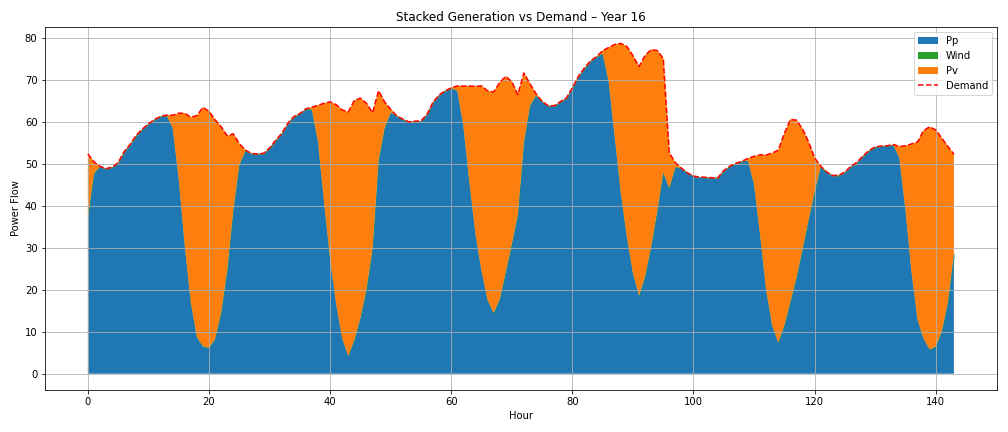 Stacked Generation vs Demand – Year 16
Power Flow
80
70
60
50
40
30
20
10
0
Pp
Wind
Pv
Demand
0 20 40 60 80 100 120 140
Hour